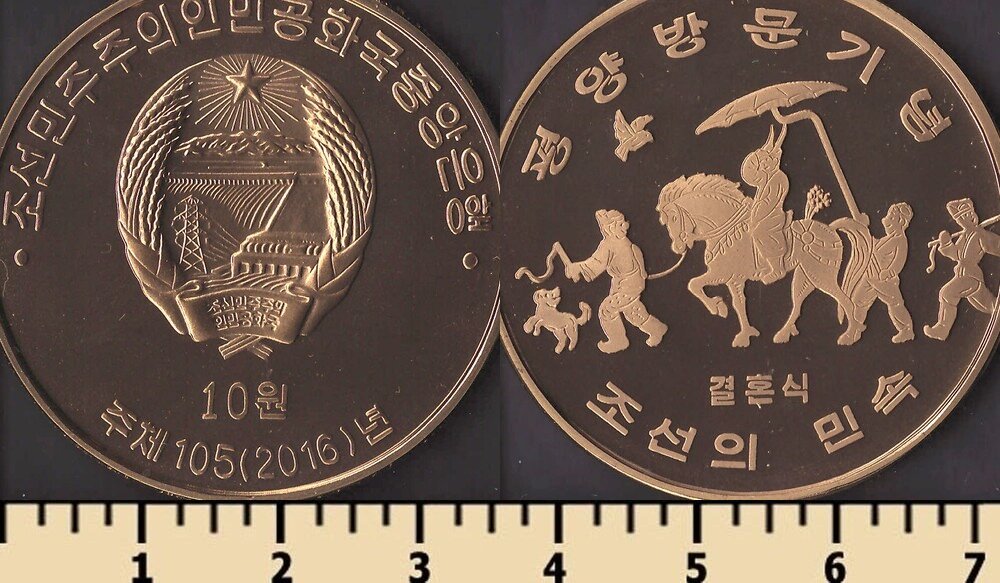 조선민주주의인민공화국중앙은행
조선민주주의
인민공화국
10원
주체105(2016)년
평양방문기념
결혼식
조선의 민속
1 2 3 4 5 6 7